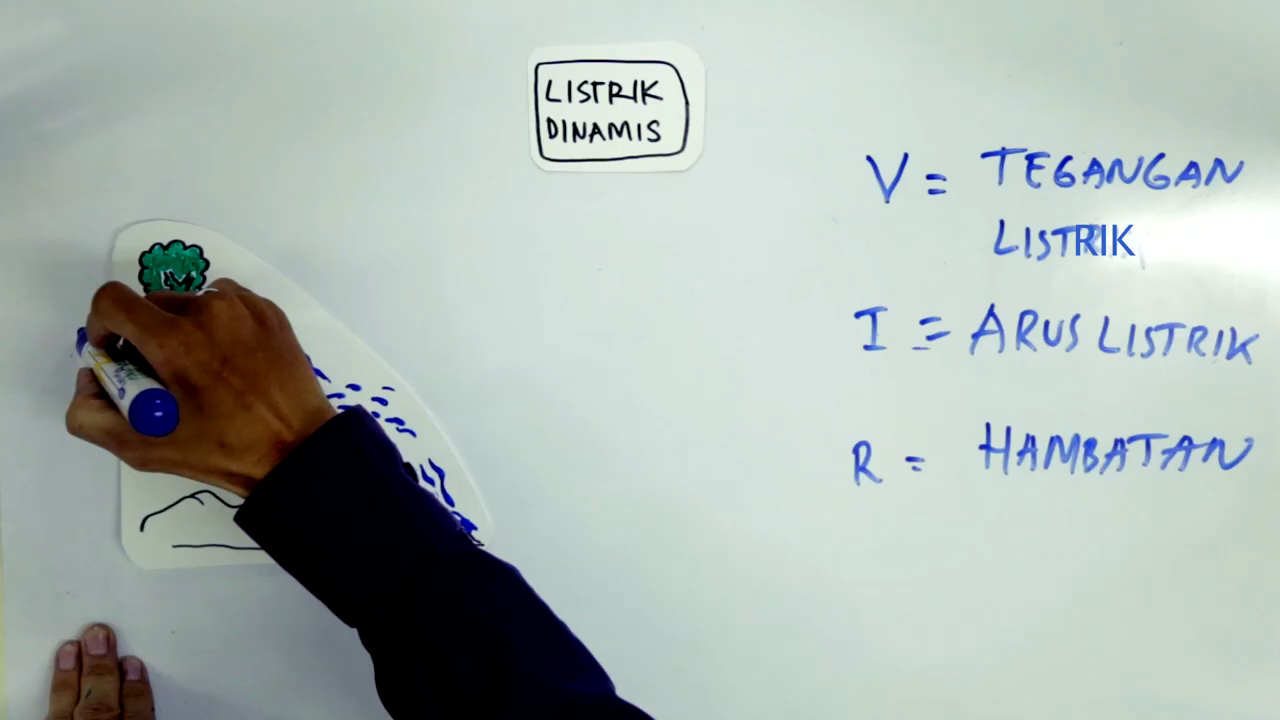 LISTRIK
DINAMIS
V = TEGANGAN
LISTRIK
I = ARUS LISTRIK
R = HAMBATAN